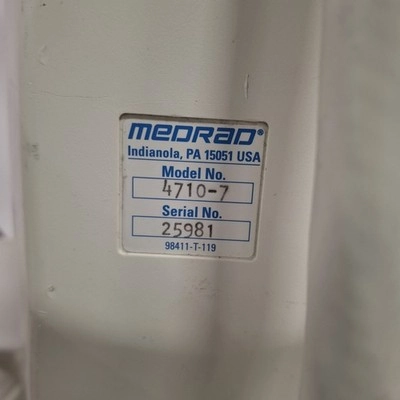 MEDRAD®
Indianola, PA 15051 USA
Model No.
4710-7
Serial No.
25981
98411-T-119